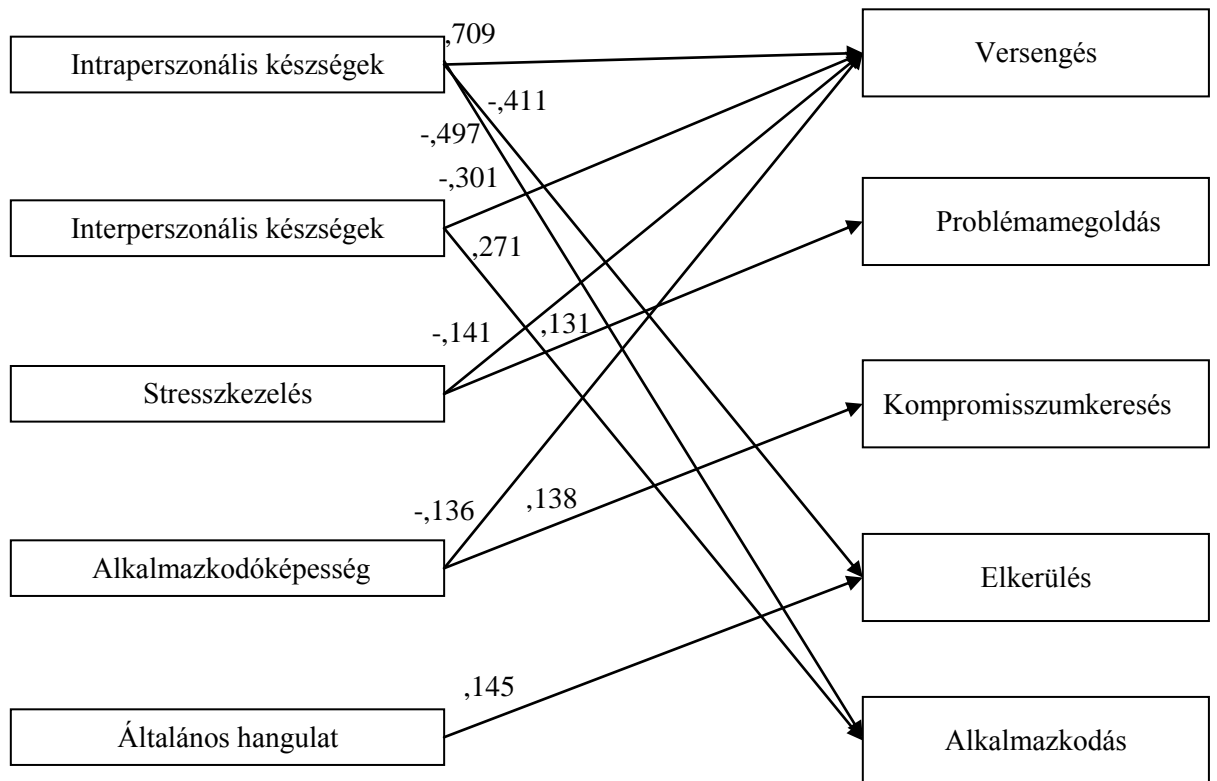 ,709
Versengés
Intraperszonális készségek
-,411
-,497
-,301
Interperszonális készségek
Problémamegoldás
,271
-,141
,131
Stresszkezelés
Kompromisszumkeresés
-,136
,138
Alkalmazkodóképesség
Elkerülés
,145
Általános hangulat
Alkalmazkodás